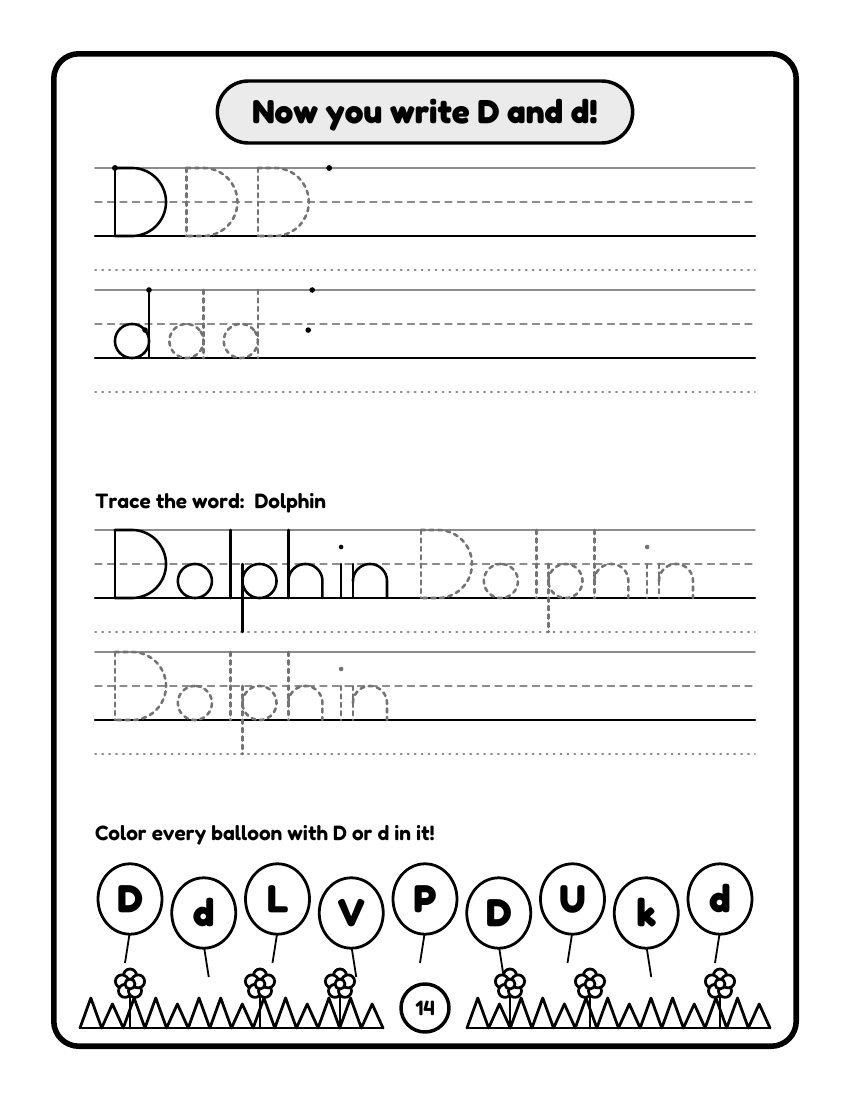 Now you write D and d!
D D D
d d d
Trace the word: Dolphin
Dolphin Dolphin
Dolphin
Color every balloon with D or d in it!
D d L V P D U k d
14